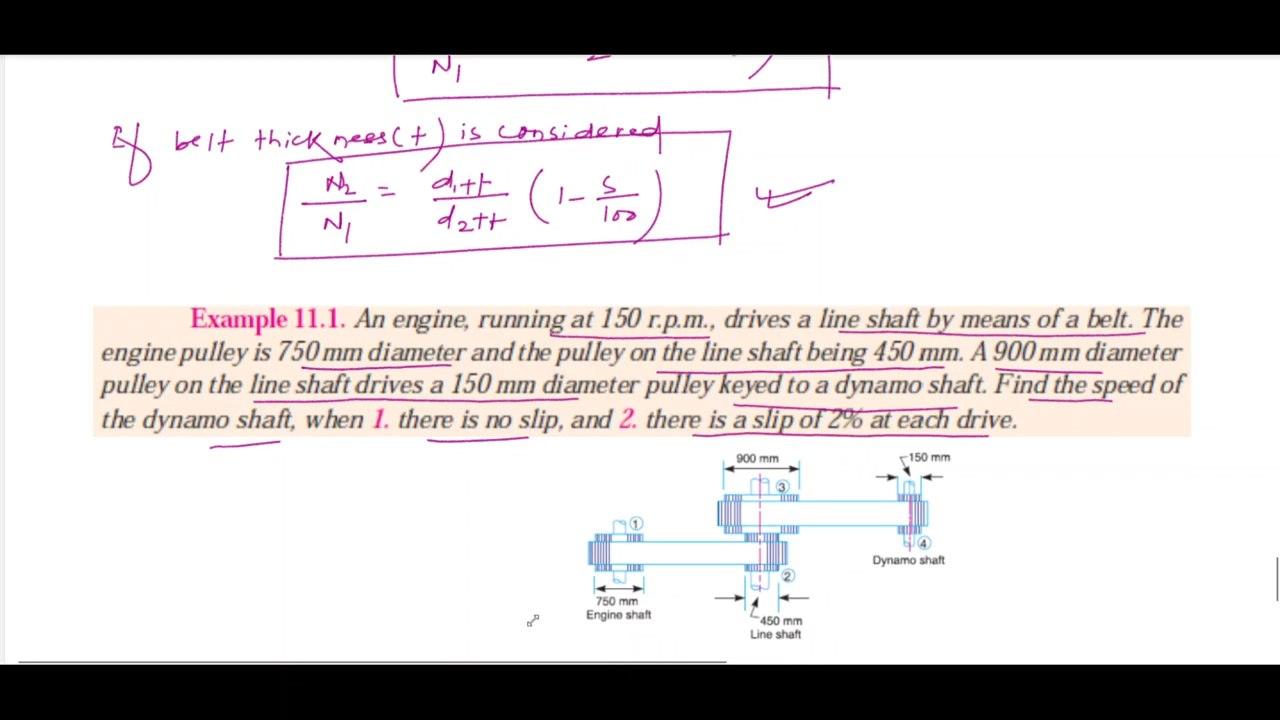 N1 2
If belt thickness(t) is considered
N2/N1 = d1+t/d2+t (1 - S/100)
Example 11.1. An engine, running at 150 r.p.m., drives a line shaft by means of a belt. The
engine pulley is 750 mm diameter and the pulley on the line shaft being 450 mm. A 900 mm diameter
pulley on the line shaft drives a 150 mm diameter pulley keyed to a dynamo shaft. Find the speed of
the dynamo shaft, when 1. there is no slip, and 2. there is a slip of 2% at each drive.
900 mm
150 mm
3
1
4
Dynamo shaft
2
750 mm
Engine shaft
450 mm
Line shaft